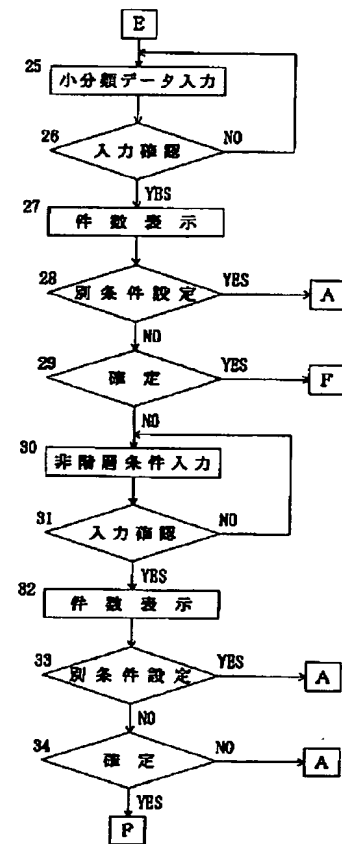 E
25
小分類データ入力
26
入力確認
NO
YES
27
件数表示
28
別条件設定
YES
A
NO
29
確定
YES
F
NO
30
非階層条件入力
31
入力確認
NO
YES
32
件数表示
33
別条件設定
YES
A
NO
34
確定
NO
A
YES
F